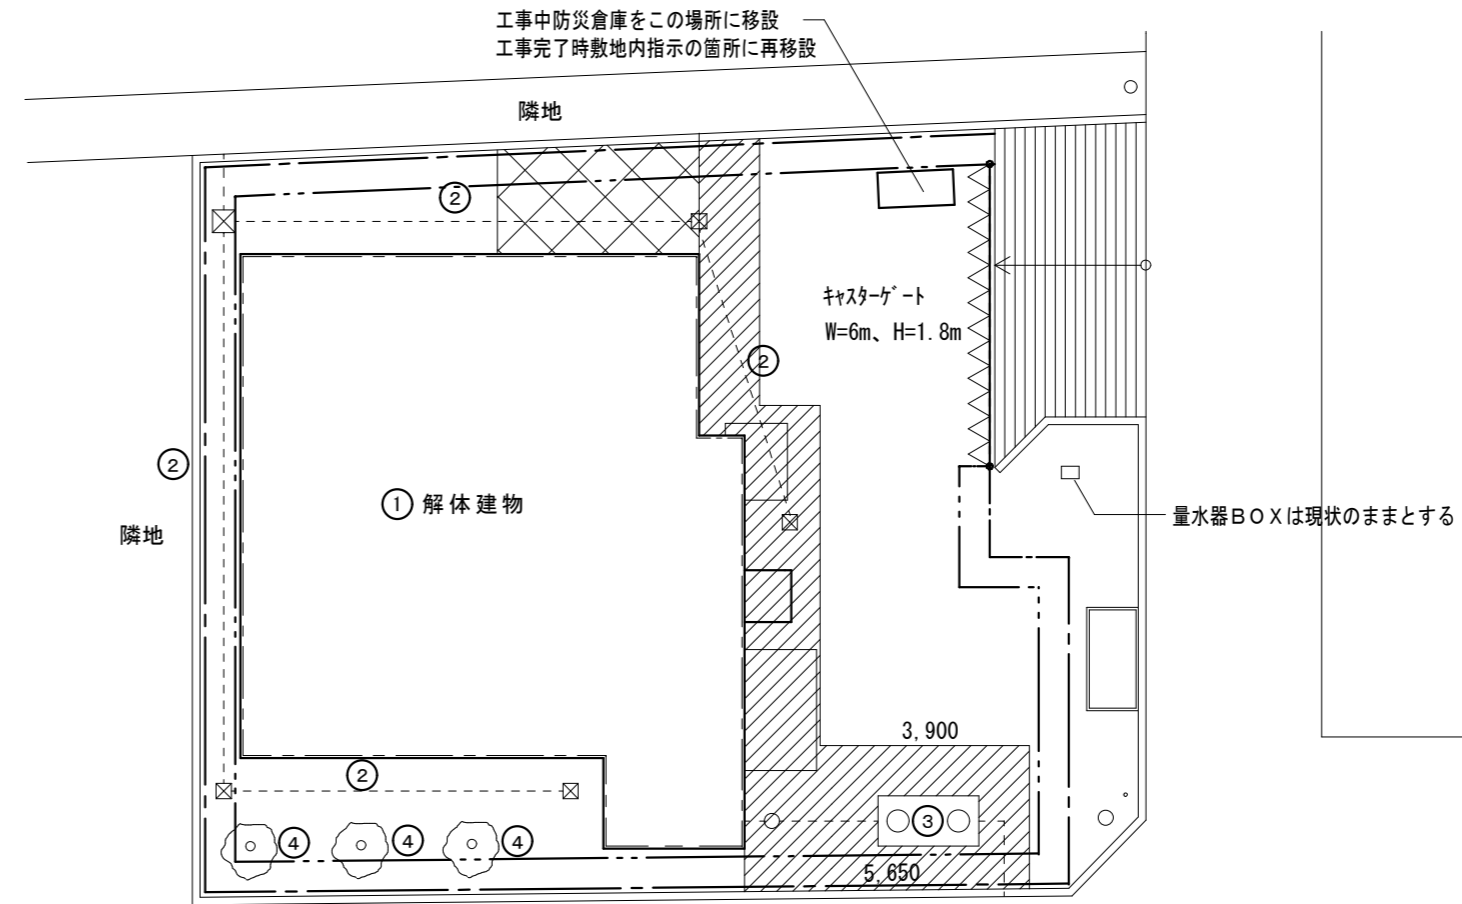 工事中防災倉庫をこの場所に移設
工事完了時敷地内指示の箇所に再移設
隣地
②
キャスターゲート
W=6m、H=1.8m
②
②
①解体建物
隣地
量水器BOXは現状のままとする
3,900
②
④
④
④
③
5,650